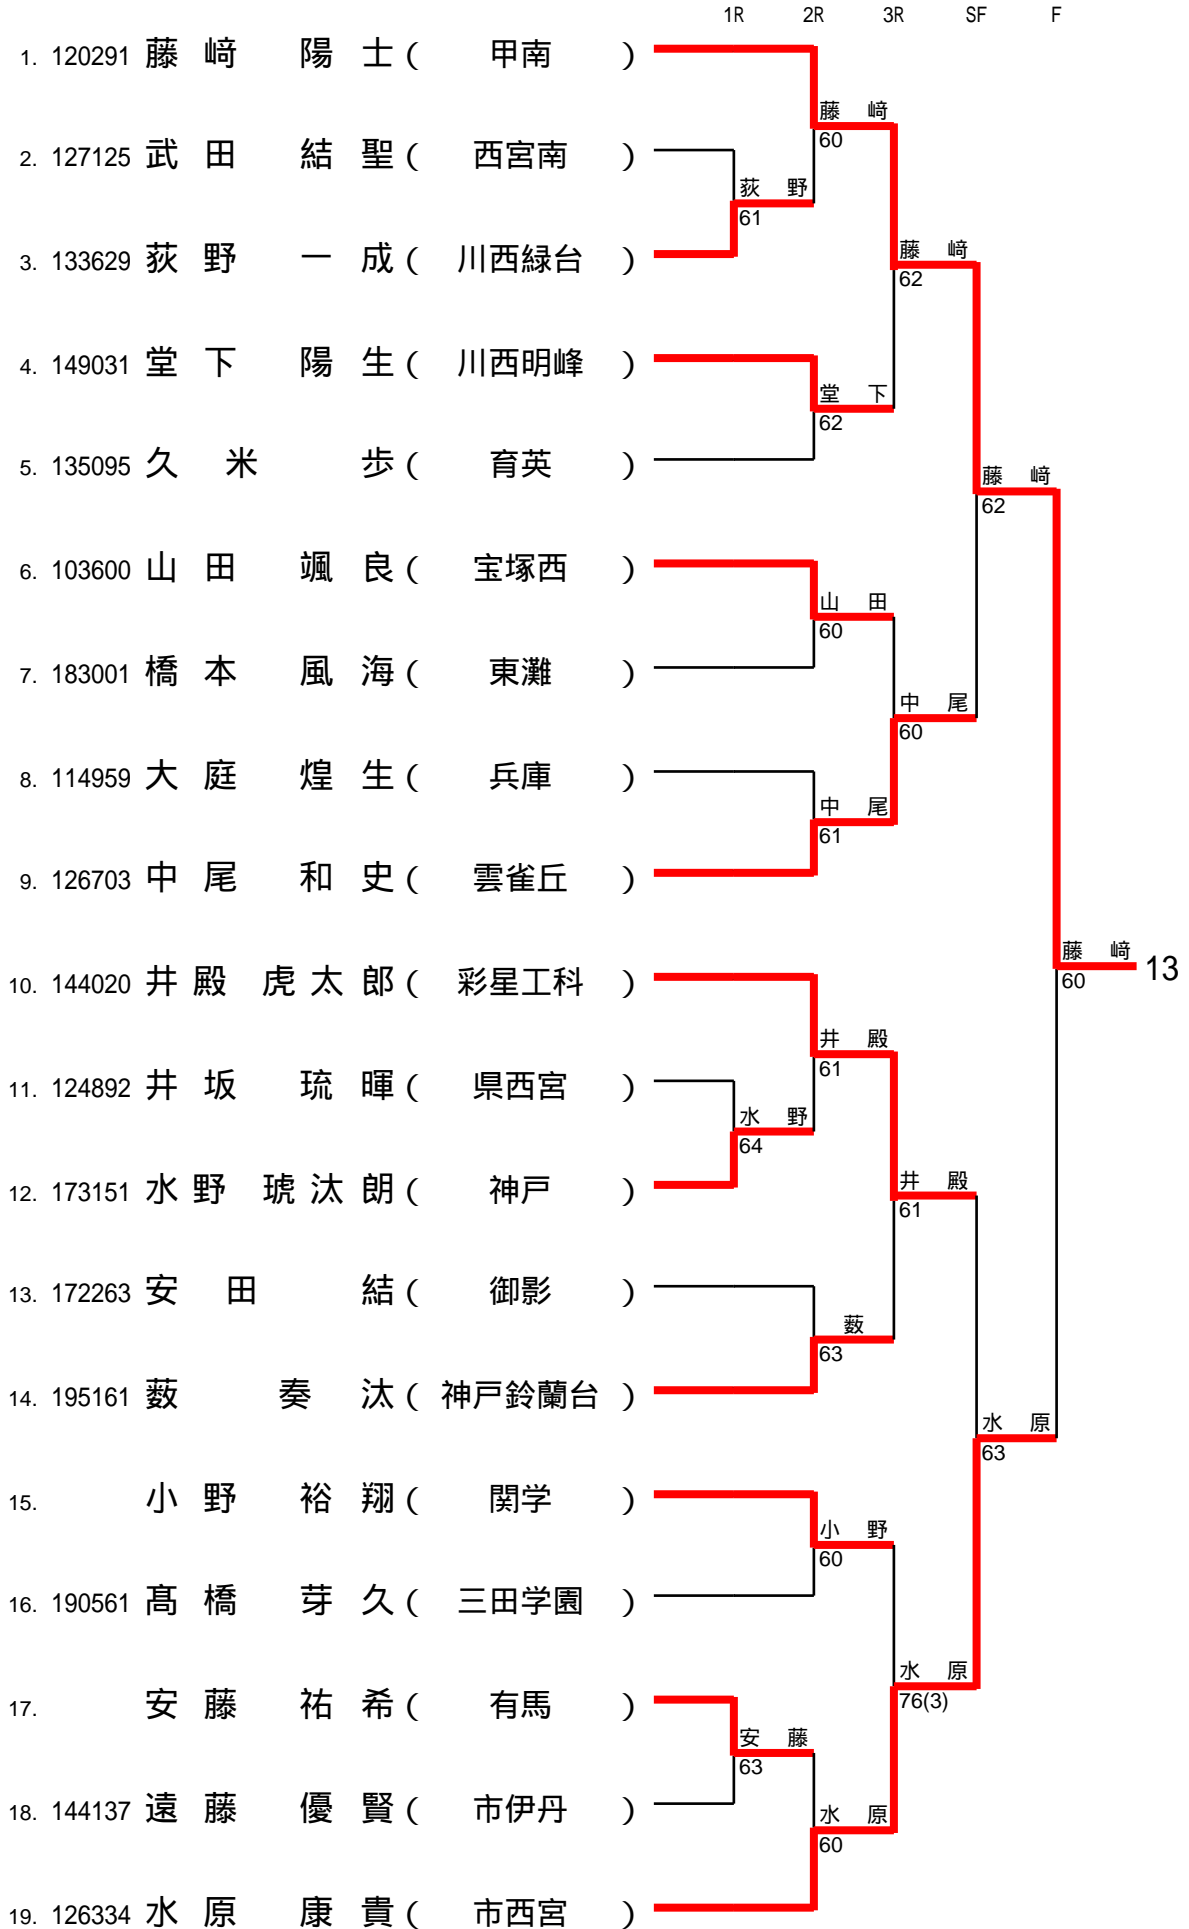 1R 2R 3R SF F
1. 120291 藤 﨑 陽 士 ( 甲南 )
藤 﨑
60
2. 127125 武 田 結 聖 ( 西宮南 )
荻 野
61
3. 133629 荻 野 一 成 ( 川西緑台 )
藤 﨑
62
4. 149031 堂 下 陽 生 ( 川西明峰 )
堂 下
62
5. 135095 久 米 歩 ( 育英 )
藤 﨑
62
6. 103600 山 田 颯 良 ( 宝塚西 )
山 田
60
7. 183001 橋 本 風 海 ( 東灘 )
中 尾
60
8. 114959 大 庭 煌 生 ( 兵庫 )
中 尾
61
9. 126703 中 尾 和 史 ( 雲雀丘 )
藤 﨑
60
13
10. 144020 井 殿 虎 太 郎 ( 彩星工科 )
井 殿
61
11. 124892 井 坂 琉 暉 ( 県西宮 )
水 野
64
12. 173151 水 野 琥 汰 朗 ( 神戸 )
井 殿
61
13. 172263 安 田 結 ( 御影 )
薮
63
14. 195161 薮 奏 汰 ( 神戸鈴蘭台 )
水 原
63
15. 小 野 裕 翔 ( 関学 )
小 野
60
16. 190561 髙 橋 芽 久 ( 三田学園 )
水 原
76(3)
17. 安 藤 祐 希 ( 有馬 )
安 藤
63
18. 144137 遠 藤 優 賢 ( 市伊丹 )
水 原
60
19. 126334 水 原 康 貴 ( 市西宮 )